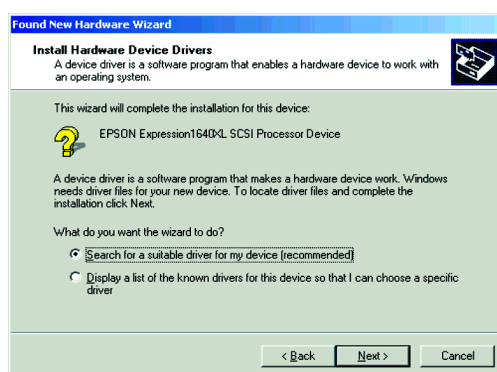 Found New Hardware Wizard
Install Hardware Device Drivers
A device driver is a software program that enables a hardware device to work with
an operating system.
This wizard will complete the installation for this device:
EPSON Expression1640XL SCSI Processor Device
A device driver is a software program that makes a hardware device work. Windows
needs driver files for your new device. To locate driver files and complete the
installation click Next.
What do you want the wizard to do?
Search for a suitable driver for my device (recommended)
Display a list of the known drivers for this device so that I can choose a specific
driver
< Back Next > Cancel